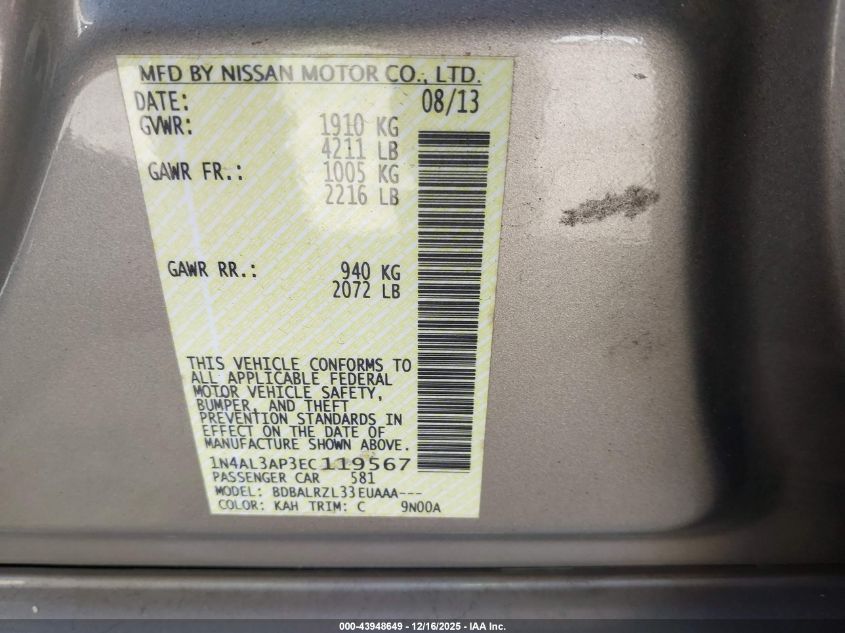 MFD BY NISSAN MOTOR CO., LTD.
DATE: 08/13
GVWR: 1910 KG
4211 LB
GAWR FR.: 1005 KG
2216 LB
GAWR RR.: 940 KG
2072 LB
THIS VEHICLE CONFORMS TO
ALL APPLICABLE FEDERAL
MOTOR VEHICLE SAFETY,
BUMPER, AND THEFT
PREVENTION STANDARDS IN
EFFECT ON THE DATE OF
MANUFACTURE SHOWN ABOVE.
1N4AL3AP3EC119567
PASSENGER CAR 581
MODEL: BDBALRZL33EUAAA---
COLOR: KAH TRIM: C 9N00A
000-43948649 - 12/16/2025 - IAA Inc.